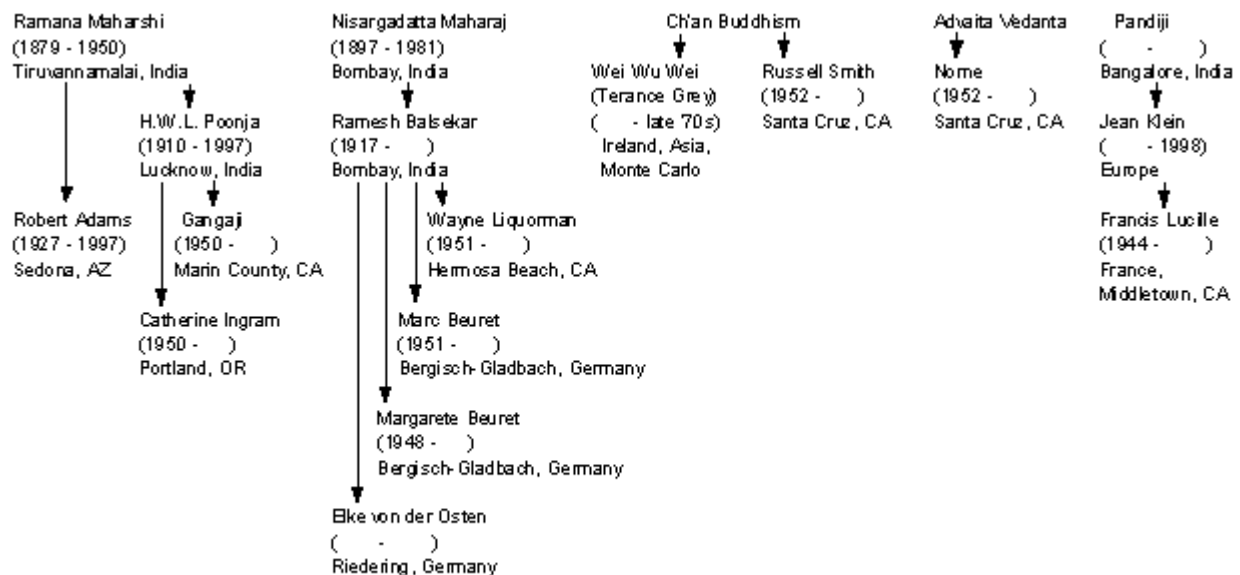 Ramana Maharshi
(1879 - 1950)
Tiruvannamalai, India
Nisargadatta Maharaj
(1897 - 1981)
Bombay, India
Ch'an Buddhism
Advaita Vedanta
Pandiji
( - )
Bangalore, India
H.W.L. Poonja
(1910 - 1997)
Lucknow, India
Ramesh Balsekar
(1917 - )
Bombay, India
Wei Wu Wei
(Terance Grey)
( - late '70s)
Ireland, Asia,
Monte Carlo
Russell Smith
(1952 - )
Santa Cruz, CA
Nome
(1952 - )
Santa Cruz, CA
Jean Klein
( - 1998)
Europe
Robert Adams
(1927 - 1997)
Sedona, AZ
Gangaji
(1950 - )
Marin County, CA
Wayne Liquorman
(1951 - )
Hermosa Beach, CA
Francis Lucille
(1944 - )
France,
Middletown, CA
Catherine Ingram
(1950 - )
Portland, OR
Marc Beuret
(1951 - )
Bergisch-Gladbach, Germany
Margarete Beuret
(1948 - )
Bergisch-Gladbach, Germany
Elke von der Osten
( - )
Riedering, Germany